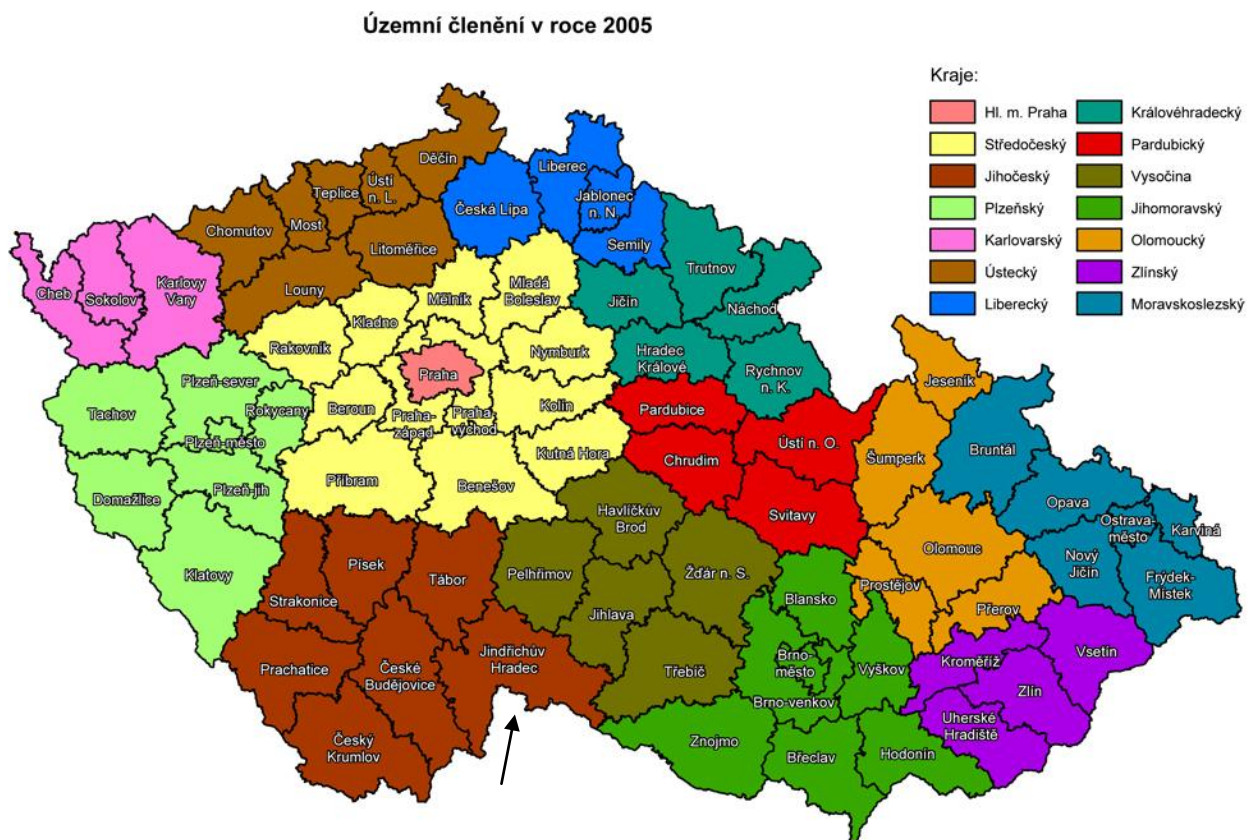 Územní členění v roce 2005
Kraje:
Hl. m. Praha
Středočeský
Jihočeský
Plzeňský
Karlovarský
Ústecký
Liberecký
Královéhradecký
Pardubický
Vysočina
Jihomoravský
Olomoucký
Zlínský
Moravskoslezský
Děčín
Ústí
n. L.
Teplice
Most
Chomutov
Litoměřice
Louny
Česká Lípa
Liberec
Jablonec
n. N.
Semily
Cheb
Sokolov
Karlovy
Vary
Trutnov
Jičín
Náchod
Hradec
Králové
Rychnov
n. K.
Mělník
Mladá
Boleslav
Kladno
Rakovník
Nymburk
Praha
Beroun
Praha-
západ
Praha-
východ
Kolín
Kutná Hora
Příbram
Benešov
Plzeň-sever
Rokycany
Tachov
Plzeň-město
Plzeň-jih
Domažlice
Klatovy
Pardubice
Chrudim
Ústí n. O.
Svitavy
Jeseník
Šumperk
Olomouc
Prostějov
Přerov
Bruntál
Opava
Ostrava-
město
Karviná
Nový
Jičín
Frýdek-
Místek
Havlíčkův
Brod
Pelhřimov
Žďár n. S.
Jihlava
Třebíč
Strakonice
Písek
Tábor
Prachatice
České
Budějovice
Jindřichův
Hradec
Český
Krumlov
Blansko
Brno-
město
Brno-venkov
Vyškov
Znojmo
Břeclav
Hodonín
Kroměříž
Vsetín
Zlín
Uherské
Hradiště